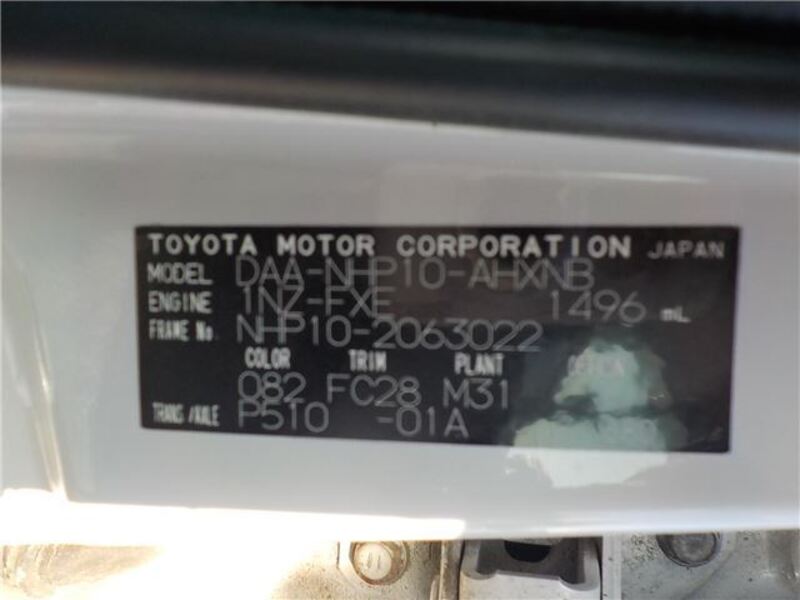 TOYOTA MOTOR CORPORATION JAPAN
MODEL DAA-NHP10-AHXNB
ENGINE 1NZ-FXE 1496 mL
FRAME No. NHP10-2063022
COLOR TRIM PLANT
082 FC28 M31
TRANS/AXLE P510 -01A